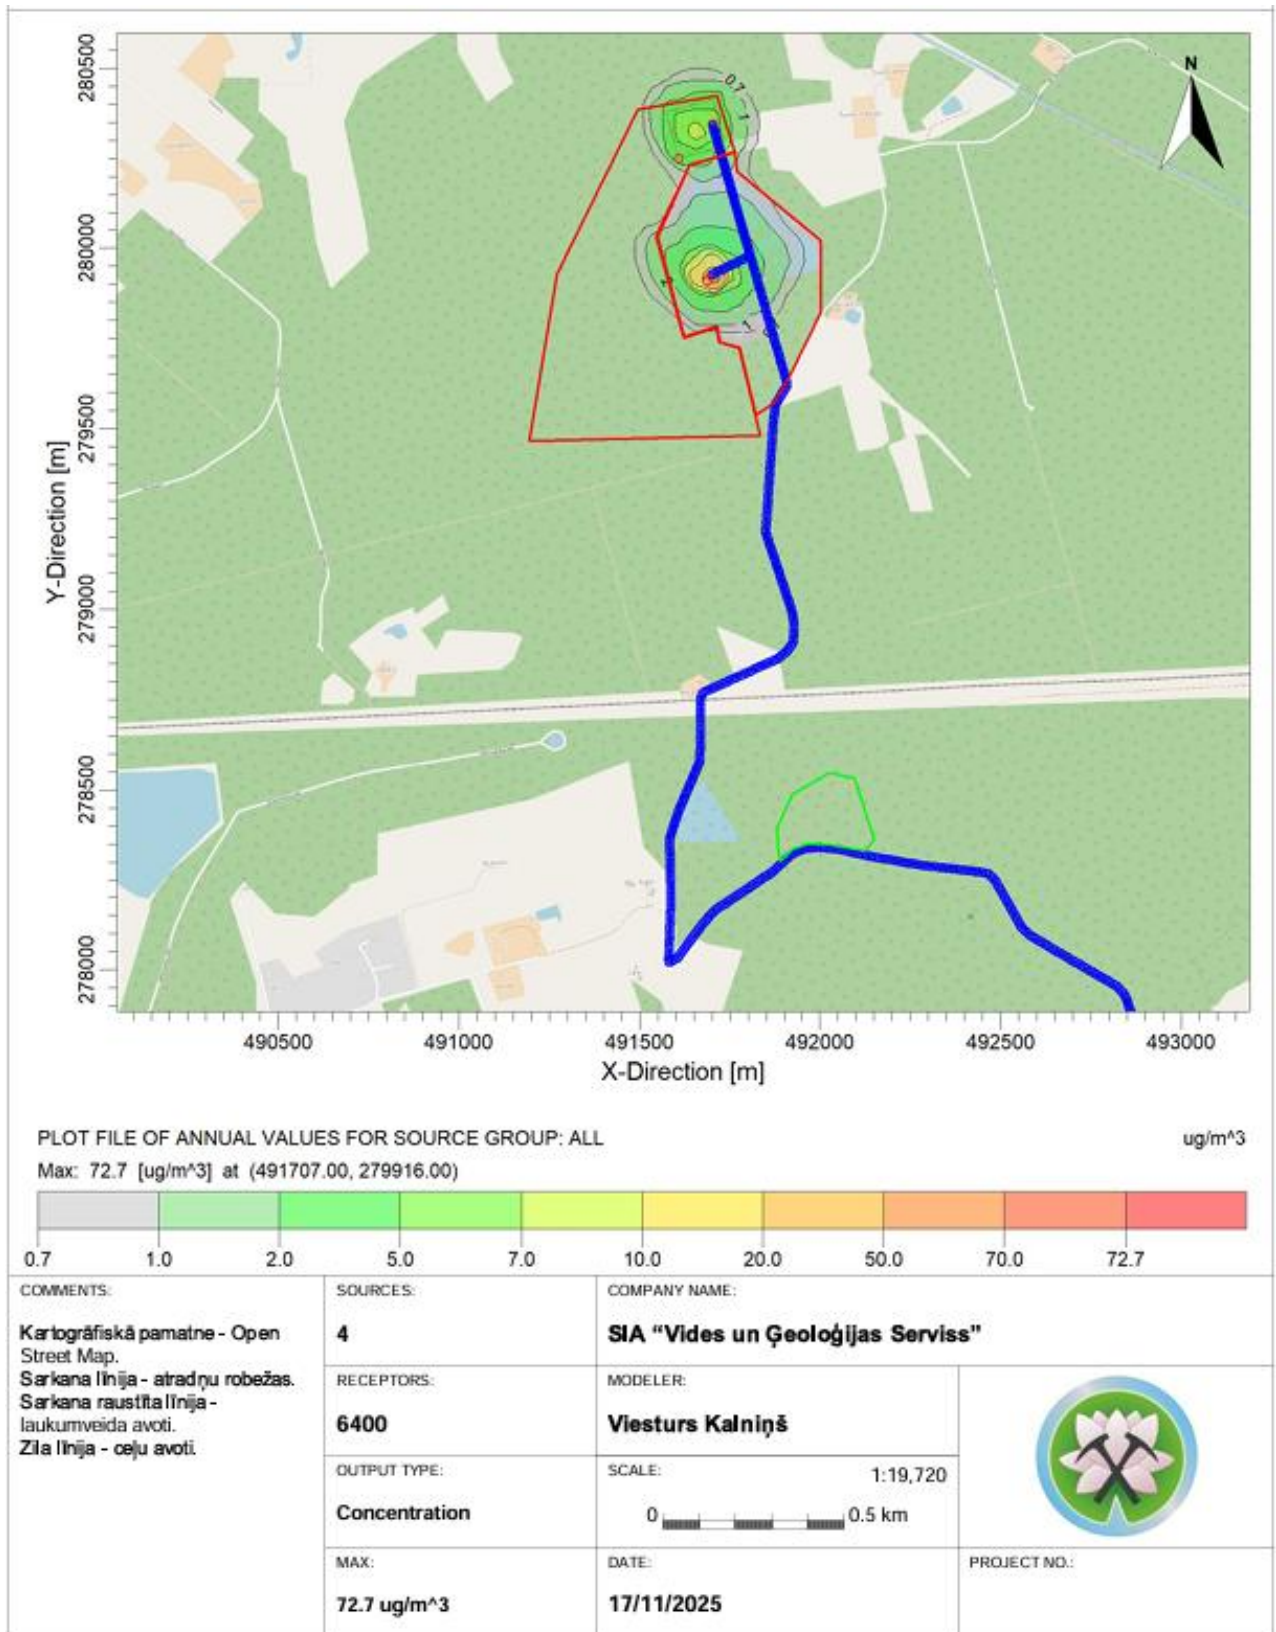 N
0.7
1
1
280500
280000
279500
279000
278500
278000
Y-Direction [m]
490500 491000 491500 492000 492500 493000
X-Direction [m]
PLOT FILE OF ANNUAL VALUES FOR SOURCE GROUP: ALL
ug/m^3
Max: 72.7 [ug/m^3] at (491707.00, 279916.00)
0.7 1.0 2.0 5.0 7.0 10.0 20.0 50.0 70.0 72.7
COMMENTS:
Kartogrāfiskā pamatne - Open
Street Map.
Sarkana līnija - atradņu robežas.
Sarkana raustīta līnija -
laukumveida avoti.
Zila līnija - ceļu avoti.
SOURCES:
4
COMPANY NAME:
SIA “Vides un Ģeoloģijas Serviss”
RECEPTORS:
6400
MODELER:
Viesturs Kalniņš
OUTPUT TYPE:
Concentration
SCALE: 1:19,720
0 0.5 km
MAX:
72.7 ug/m^3
DATE:
17/11/2025
PROJECT NO.: